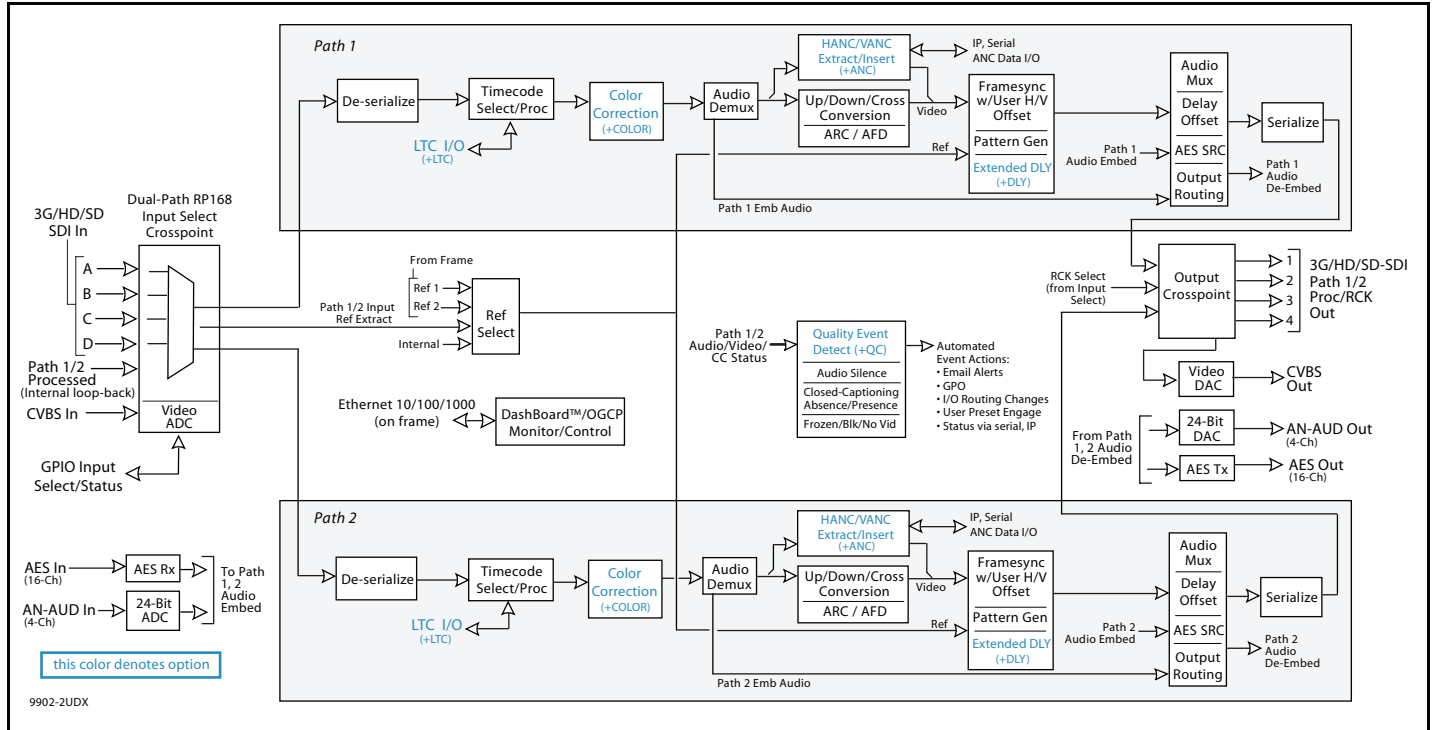 Path 1
De-serialize
Timecode
Select/Proc
LTC I/O
(+LTC)
Color
Correction
(+COLOR)
Audio
Demux
HANC/VANC
Extract/Insert
(+ANC)
IP, Serial
ANC Data I/O
Up/Down/Cross
Conversion
ARC / AFD
Video
Ref
Framesync
w/User H/V
Offset
Pattern Gen
Extended DLY
(+DLY)
Path 1
Audio Embed
Audio
Mux
Delay
Offset
AES SRC
Output
Routing
Serialize
Path 1
Audio
De-Embed
Path 1 Emb Audio
Dual-Path RP168
Input Select
Crosspoint
3G/HD/SD
SDI In
A
B
C
D
Path 1/2
Processed
(Internal loop-back)
CVBS In
Video
ADC
GPIO Input
Select/Status
From Frame
Ref 1
Ref 2
Path 1/2 Input
Ref Extract
Internal
Ref
Select
Ethernet 10/100/1000
(on frame)
DashBoard™/OGCP
Monitor/Control
Path 1/2
Audio/Video/
CC Status
Quality Event
Detect (+QC)
Audio Silence
Closed-Captioning
Absence/Presence
Frozen/Blk/No Vid
Automated
Event Actions:
• Email Alerts
• GPO
• I/O Routing Changes
• User Preset Engage
• Status via serial, IP
RCK Select
(from Input
Select)
Output
Crosspoint
1
2
3
4
3G/HD/SD-SDI
Path 1/2
Proc/RCK
Out
Video
DAC
CVBS
Out
From Path
1, 2 Audio
De-Embed
24-Bit
DAC
AN-AUD Out
(4-Ch)
AES Tx
AES Out
(16-Ch)
Path 2
De-serialize
Timecode
Select/Proc
LTC I/O
(+LTC)
Color
Correction
(+COLOR)
Audio
Demux
HANC/VANC
Extract/Insert
(+ANC)
IP, Serial
ANC Data I/O
Up/Down/Cross
Conversion
ARC / AFD
Video
Ref
Framesync
w/User H/V
Offset
Pattern Gen
Extended DLY
(+DLY)
Path 2
Audio Embed
Audio
Mux
Delay
Offset
AES SRC
Output
Routing
Serialize
Path 2
Audio
De-Embed
Path 2 Emb Audio
AES In
(16-Ch)
AES Rx
AN-AUD In
(4-Ch)
24-Bit
ADC
To Path
1, 2
Audio
Embed
this color denotes option
9902-2UDX